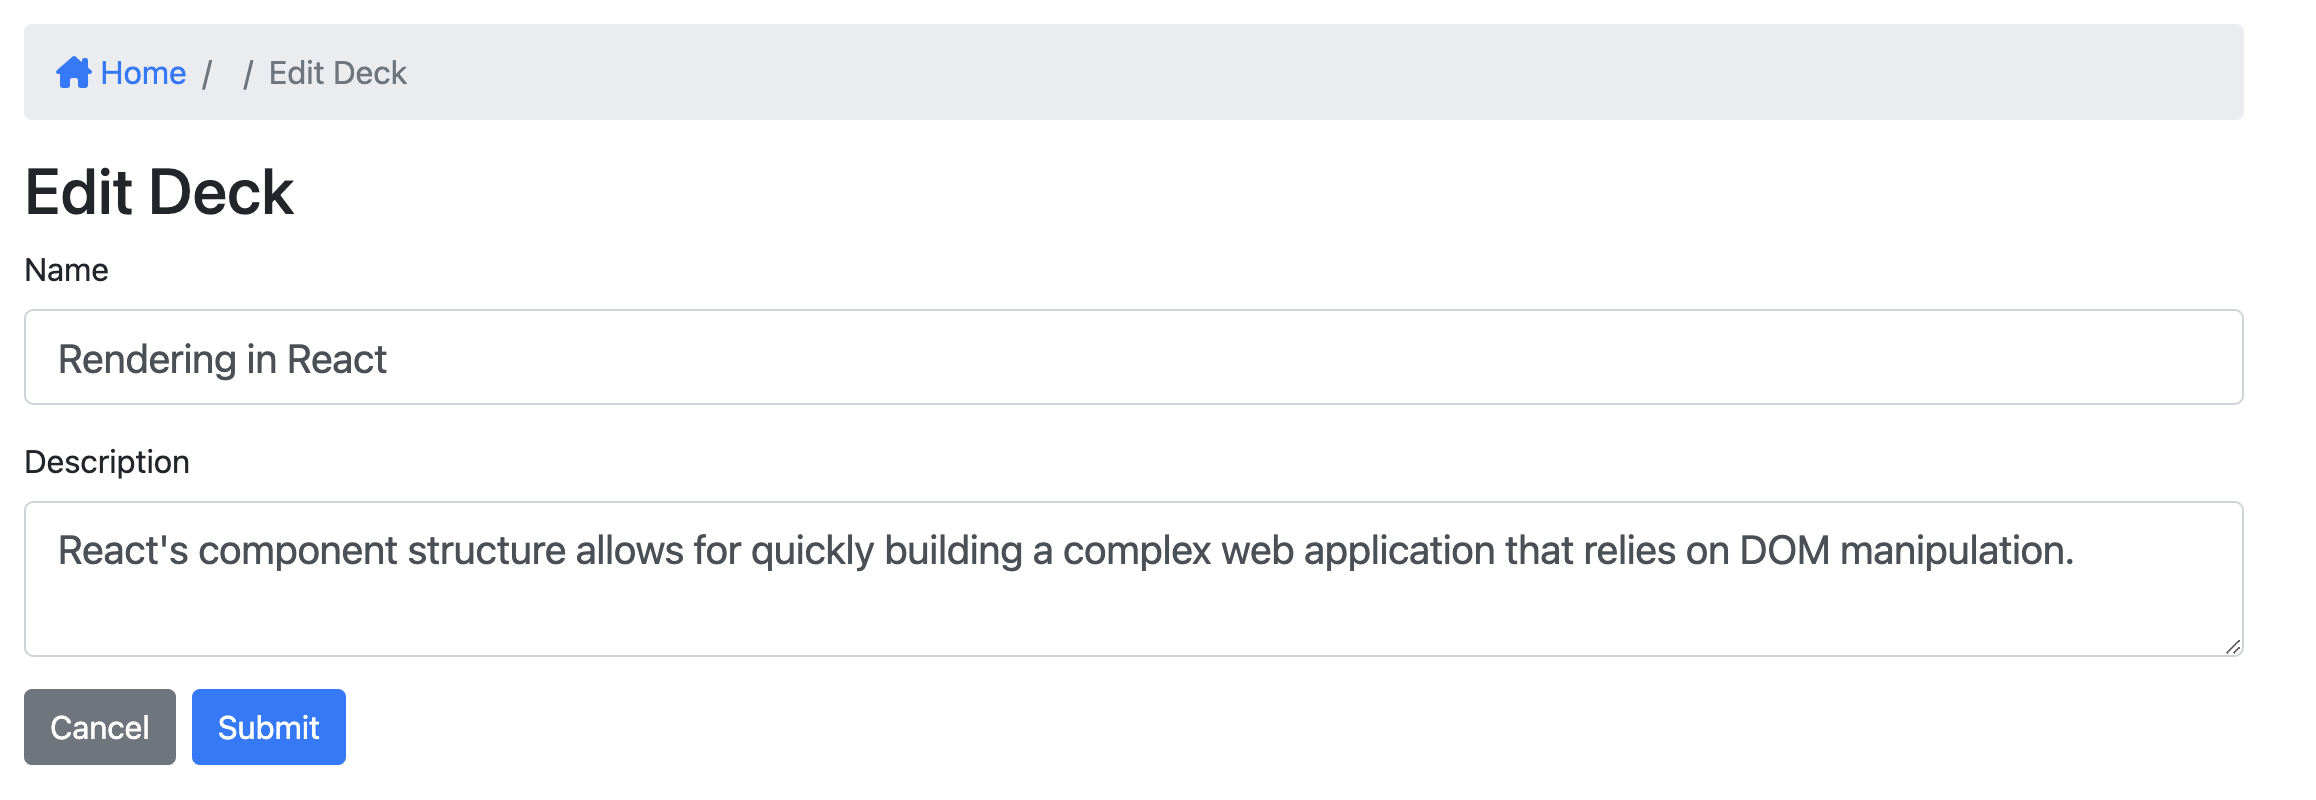 Home / / Edit Deck
Edit Deck
Name
Rendering in React
Description
React's component structure allows for quickly building a complex web application that relies on DOM manipulation.
Cancel Submit